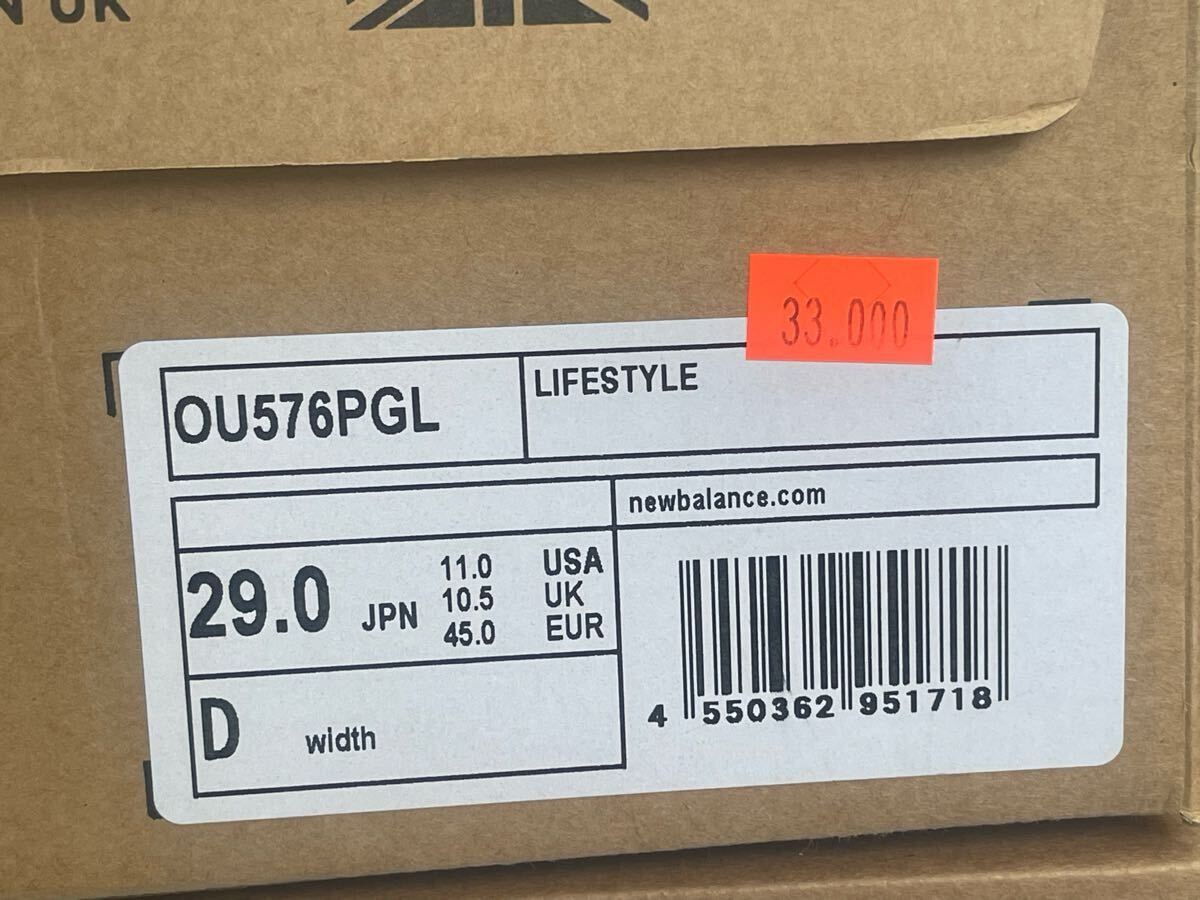 UK
33.000
OU576PGL
LIFESTYLE
newbalance.com
29.0 JPN
11.0 USA
10.5 UK
45.0 EUR
D width
4 550362 951718